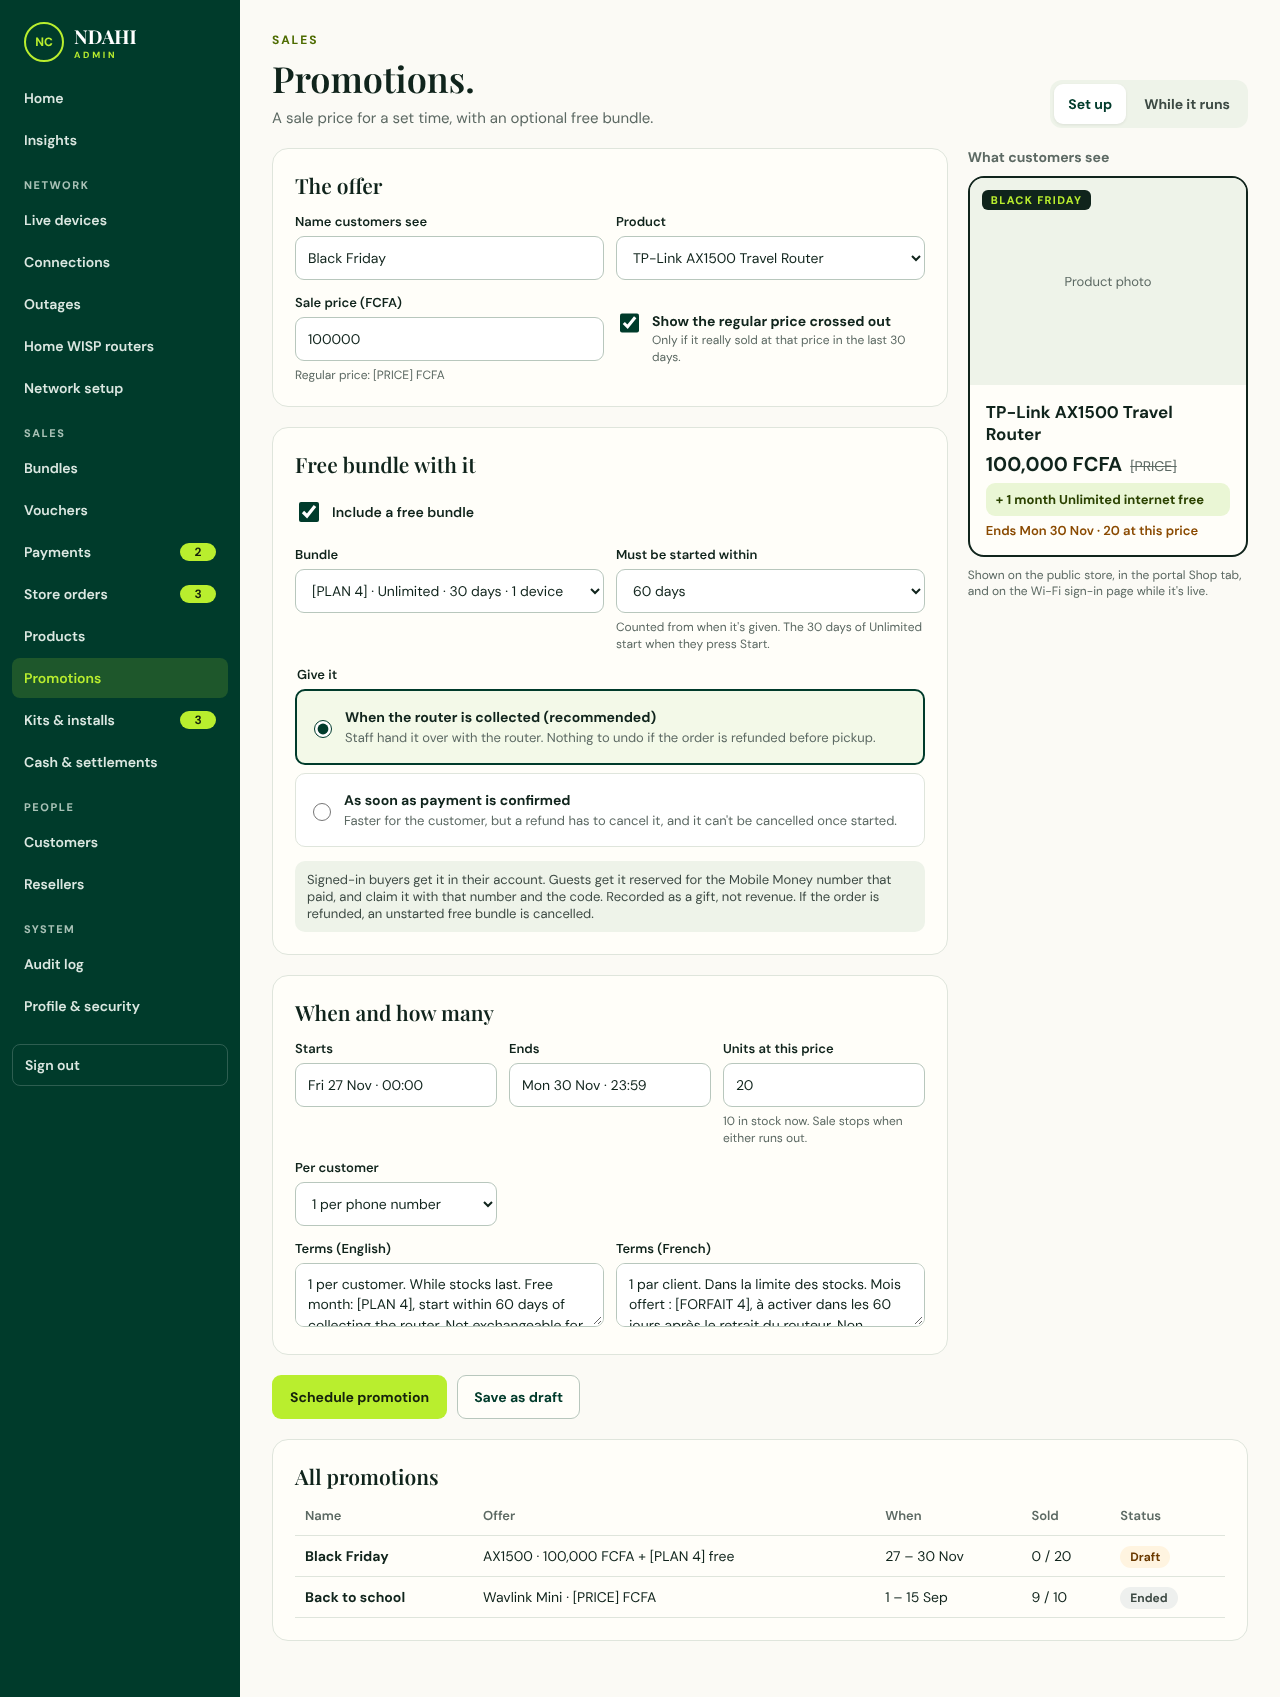 NC
NDAHI
ADMIN
Home
Insights
NETWORK
Live devices
Connections
Outages
Home WISP routers
Network setup
SALES
Bundles
Vouchers
Payments 2
Store orders 3
Products
Promotions
Kits & installs 3
Cash & settlements
PEOPLE
Customers
Resellers
SYSTEM
Audit log
Profile & security
Sign out
SALES
Promotions.
A sale price for a set time, with an optional free bundle.
Set up
While it runs
The offer
Name customers see
Black Friday
Product
TP-Link AX1500 Travel Router
Sale price (FCFA)
100000
Regular price: [PRICE] FCFA
Show the regular price crossed out
Only if it really sold at that price in the last 30
days.
Free bundle with it
Include a free bundle
Bundle
[PLAN 4] · Unlimited · 30 days · 1 device
Must be started within
60 days
Counted from when it's given. The 30 days of Unlimited
start when they press Start.
Give it
When the router is collected (recommended)
Staff hand it over with the router. Nothing to undo if the order is refunded before pickup.
As soon as payment is confirmed
Faster for the customer, but a refund has to cancel it, and it can't be cancelled once started.
Signed-in buyers get it in their account. Guests get it reserved for the Mobile Money number that
paid, and claim it with that number and the code. Recorded as a gift, not revenue. If the order is
refunded, an unstarted free bundle is cancelled.
When and how many
Starts
Fri 27 Nov · 00:00
Ends
Mon 30 Nov · 23:59
Units at this price
20
10 in stock now. Sale stops when
either runs out.
Per customer
1 per phone number
Terms (English)
1 per customer. While stocks last. Free
month: [PLAN 4], start within 60 days of
collecting the router. Not exchangeable for
Terms (French)
1 par client. Dans la limite des stocks. Mois
offert : [FORFAIT 4], à activer dans les 60
jours après le retrait du routeur. Non
What customers see
BLACK FRIDAY
Product photo
TP-Link AX1500 Travel
Router
100,000 FCFA [PRICE]
+ 1 month Unlimited internet free
Ends Mon 30 Nov · 20 at this price
Shown on the public store, in the portal Shop tab,
and on the Wi-Fi sign-in page while it's live.
Schedule promotion
Save as draft
All promotions
Name Offer When Sold Status
Black Friday AX1500 · 100,000 FCFA + [PLAN 4] free 27 – 30 Nov 0 / 20 Draft
Back to school Wavlink Mini · [PRICE] FCFA 1 – 15 Sep 9 / 10 Ended